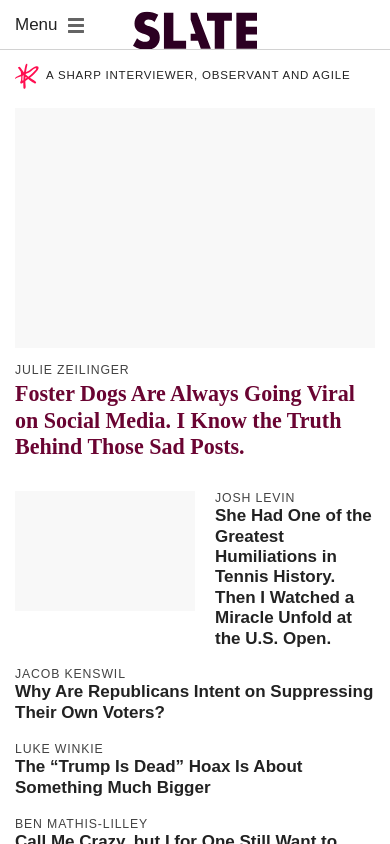 Menu
SLATE
A SHARP INTERVIEWER, OBSERVANT AND AGILE
JULIE ZEILINGER
Foster Dogs Are Always Going Viral
on Social Media. I Know the Truth
Behind Those Sad Posts.
JOSH LEVIN
She Had One of the
Greatest
Humiliations in
Tennis History.
Then I Watched a
Miracle Unfold at
the U.S. Open.
JACOB KENSWIL
Why Are Republicans Intent on Suppressing
Their Own Voters?
LUKE WINKIE
The “Trump Is Dead” Hoax Is About
Something Much Bigger
BEN MATHIS-LILLEY
Call Me Crazy, but I for One Still Want to